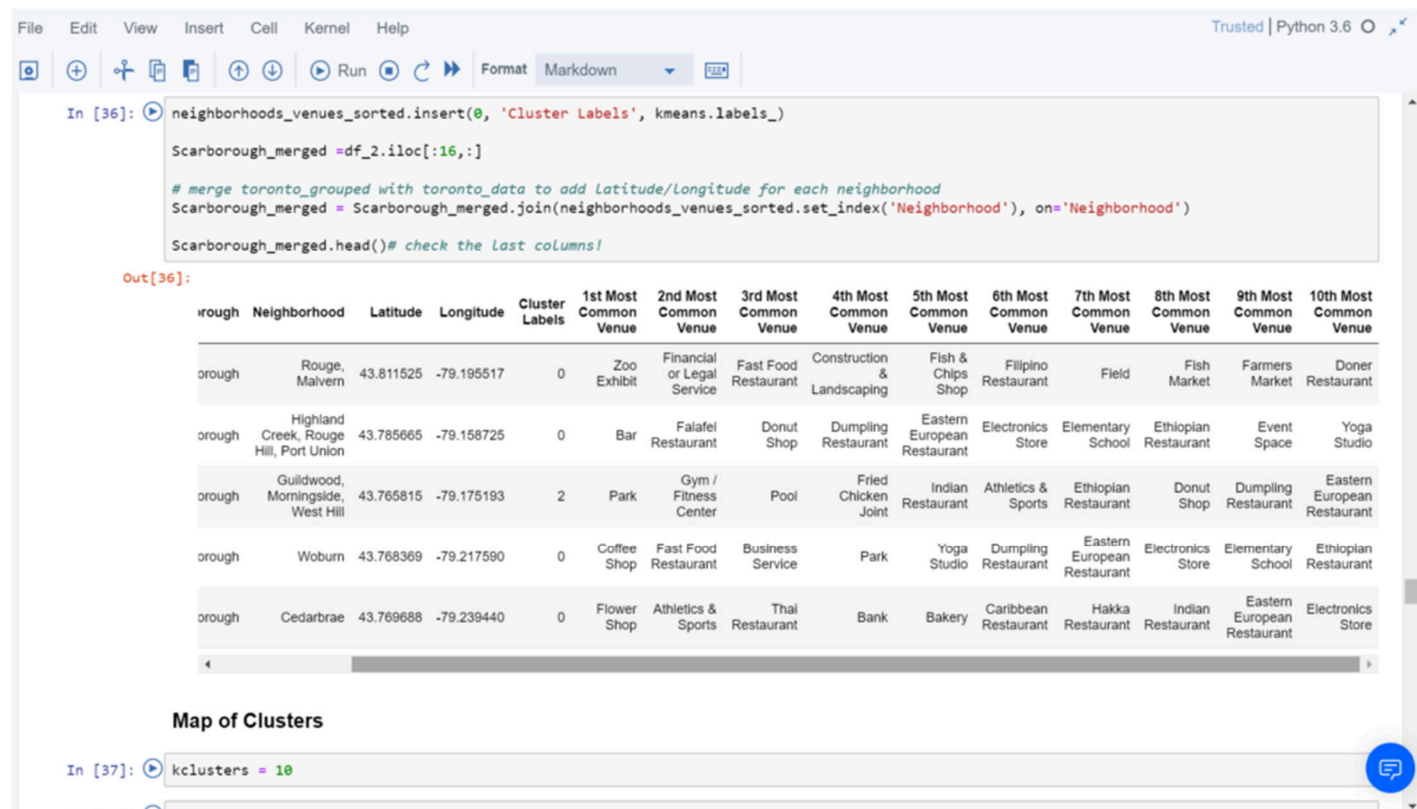 File Edit View Insert Cell Kernel Help Trusted | Python 3.6
Run Format Markdown
In [36]: neighborhoods_venues_sorted.insert(0, 'Cluster Labels', kmeans.labels_)
Scarborough_merged =df_2.iloc[:16,:]
# merge toronto_grouped with toronto_data to add latitude/longitude for each neighborhood
Scarborough_merged = Scarborough_merged.join(neighborhoods_venues_sorted.set_index('Neighborhood'), on='Neighborhood')
Scarborough_merged.head()# check the last columns!
Out[36]:
orough Neighborhood Latitude Longitude Cluster Labels 1st Most Common Venue 2nd Most Common Venue 3rd Most Common Venue 4th Most Common Venue 5th Most Common Venue 6th Most Common Venue 7th Most Common Venue 8th Most Common Venue 9th Most Common Venue 10th Most Common Venue
orough Rouge, Malvern 43.811525 -79.195517 0 Zoo Exhibit Financial or Legal Service Fast Food Restaurant Construction & Landscaping Fish & Chips Shop Filipino Restaurant Field Fish Market Farmers Market Doner Restaurant
orough Highland Creek, Rouge Hill, Port Union 43.785665 -79.158725 0 Bar Falafel Restaurant Donut Shop Dumpling Restaurant Eastern European Restaurant Electronics Store Elementary School Ethiopian Restaurant Event Space Yoga Studio
orough Guildwood, Morningside, West Hill 43.765815 -79.175193 2 Park Gym / Fitness Center Pool Fried Chicken Joint Indian Restaurant Athletics & Sports Ethiopian Restaurant Donut Shop Dumpling Restaurant Eastern European Restaurant
orough Woburn 43.768369 -79.217590 0 Coffee Shop Fast Food Restaurant Business Service Park Yoga Studio Dumpling Restaurant Eastern European Restaurant Electronics Store Elementary School Ethiopian Restaurant
orough Cedarbrae 43.769688 -79.239440 0 Flower Shop Athletics & Sports Thai Restaurant Bank Bakery Caribbean Restaurant Hakka Restaurant Indian Restaurant Eastern European Restaurant Electronics Store
Map of Clusters
In [37]: kclusters = 10